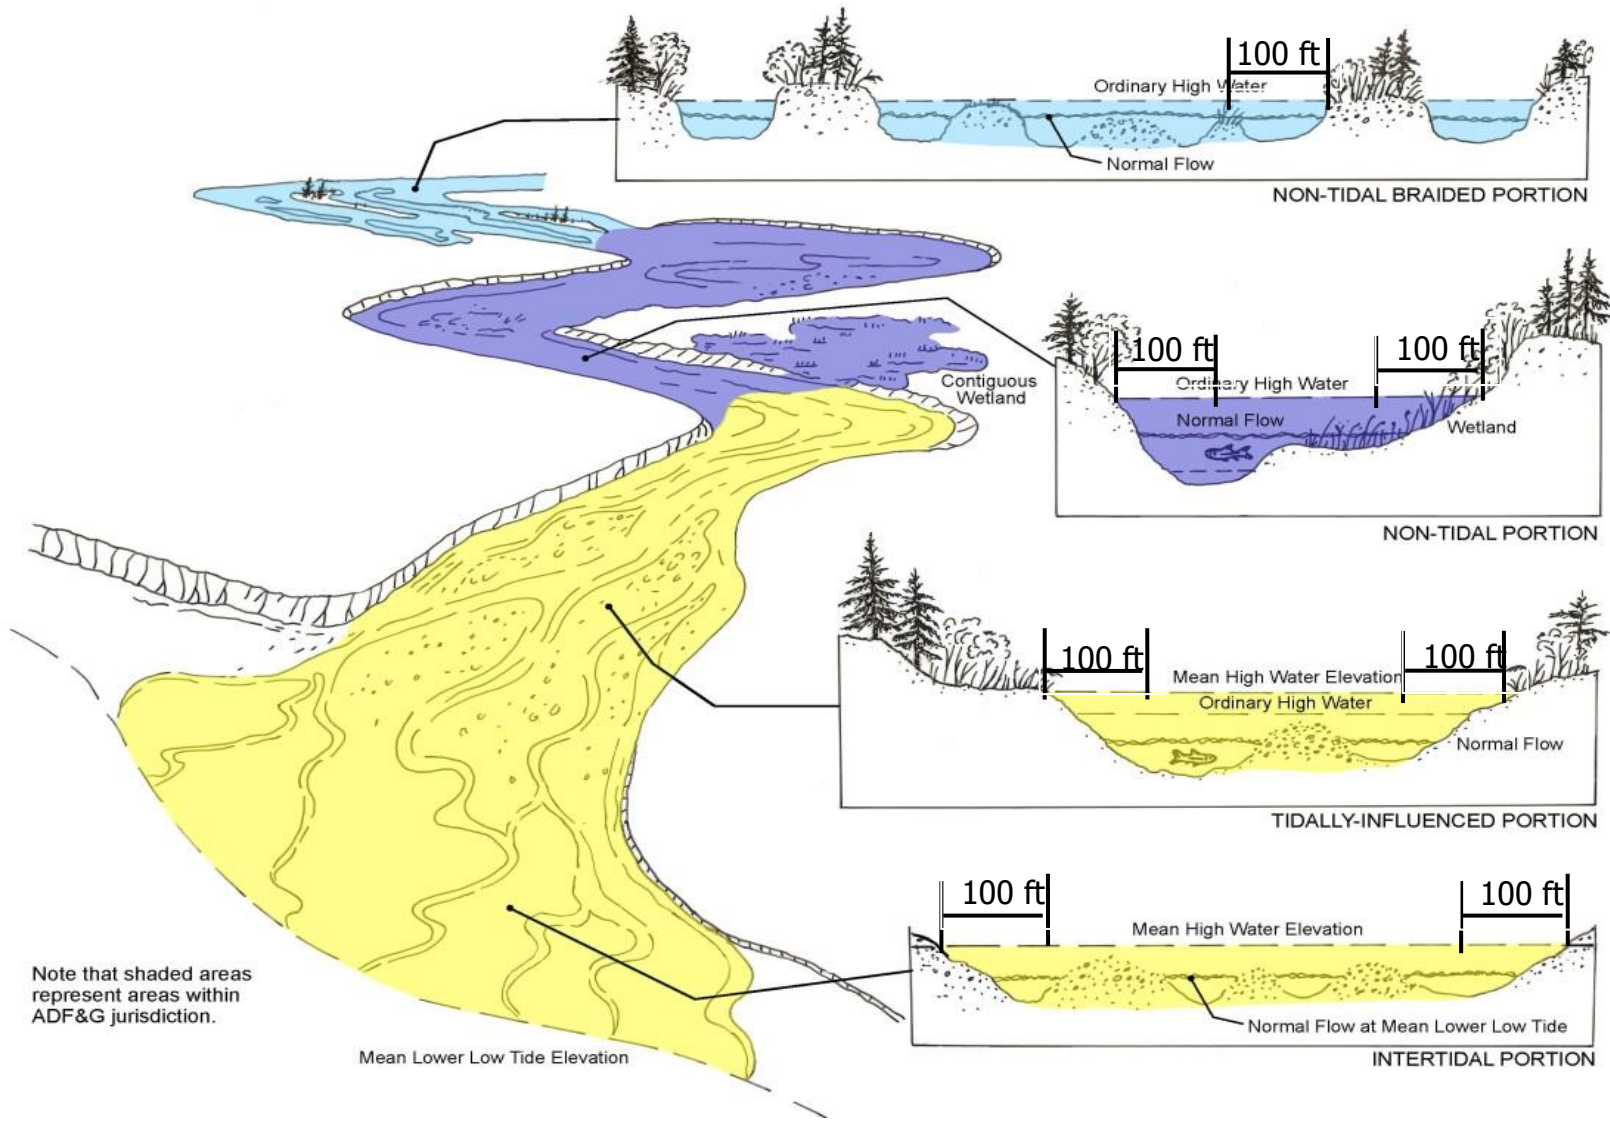 100 ft
Ordinary High Water
Normal Flow
NON-TIDAL BRAIDED PORTION
100 ft
100 ft
Ordinary High Water
Normal Flow
Wetland
NON-TIDAL PORTION
Contiguous
Wetland
100 ft
100 ft
Mean High Water Elevation
Ordinary High Water
Normal Flow
TIDALLY-INFLUENCED PORTION
100 ft
100 ft
Mean High Water Elevation
Normal Flow at Mean Lower Low Tide
INTERTIDAL PORTION
Note that shaded areas
represent areas within
ADF&G jurisdiction.
Mean Lower Low Tide Elevation